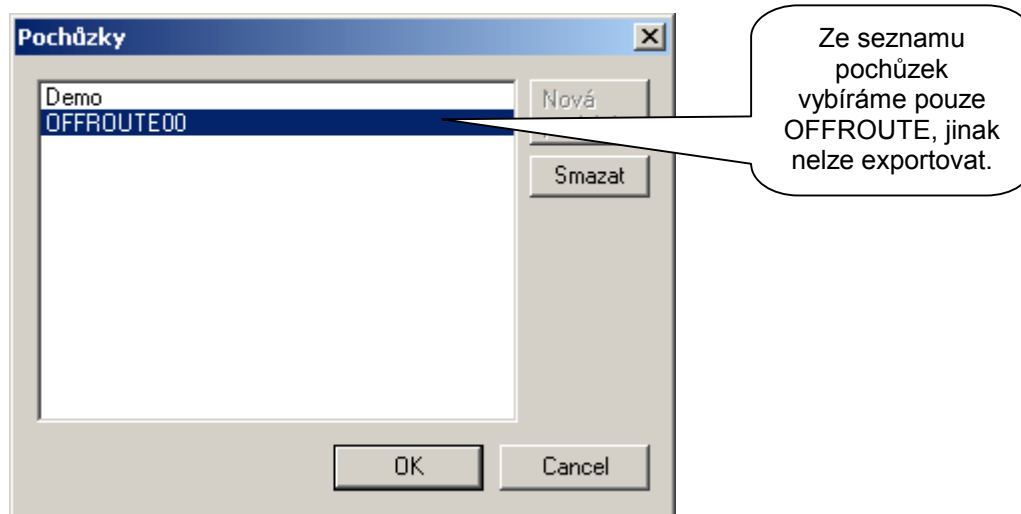 Pochůzky
Demo
OFFROUTE00
Nová
Smazat
OK
Cancel
Ze seznamu
pochůzek
vybíráme pouze
OFFROUTE, jinak
nelze exportovat.